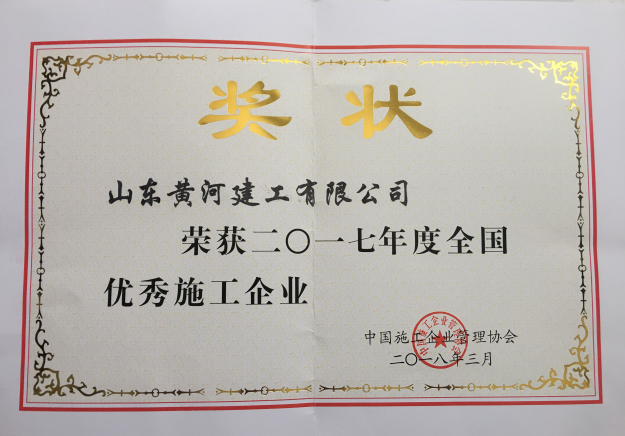 奖状
山东黄河建工有限公司
荣获二〇一七年度全国
优秀施工企业
中国施工企业管理协会
二〇一八年三月